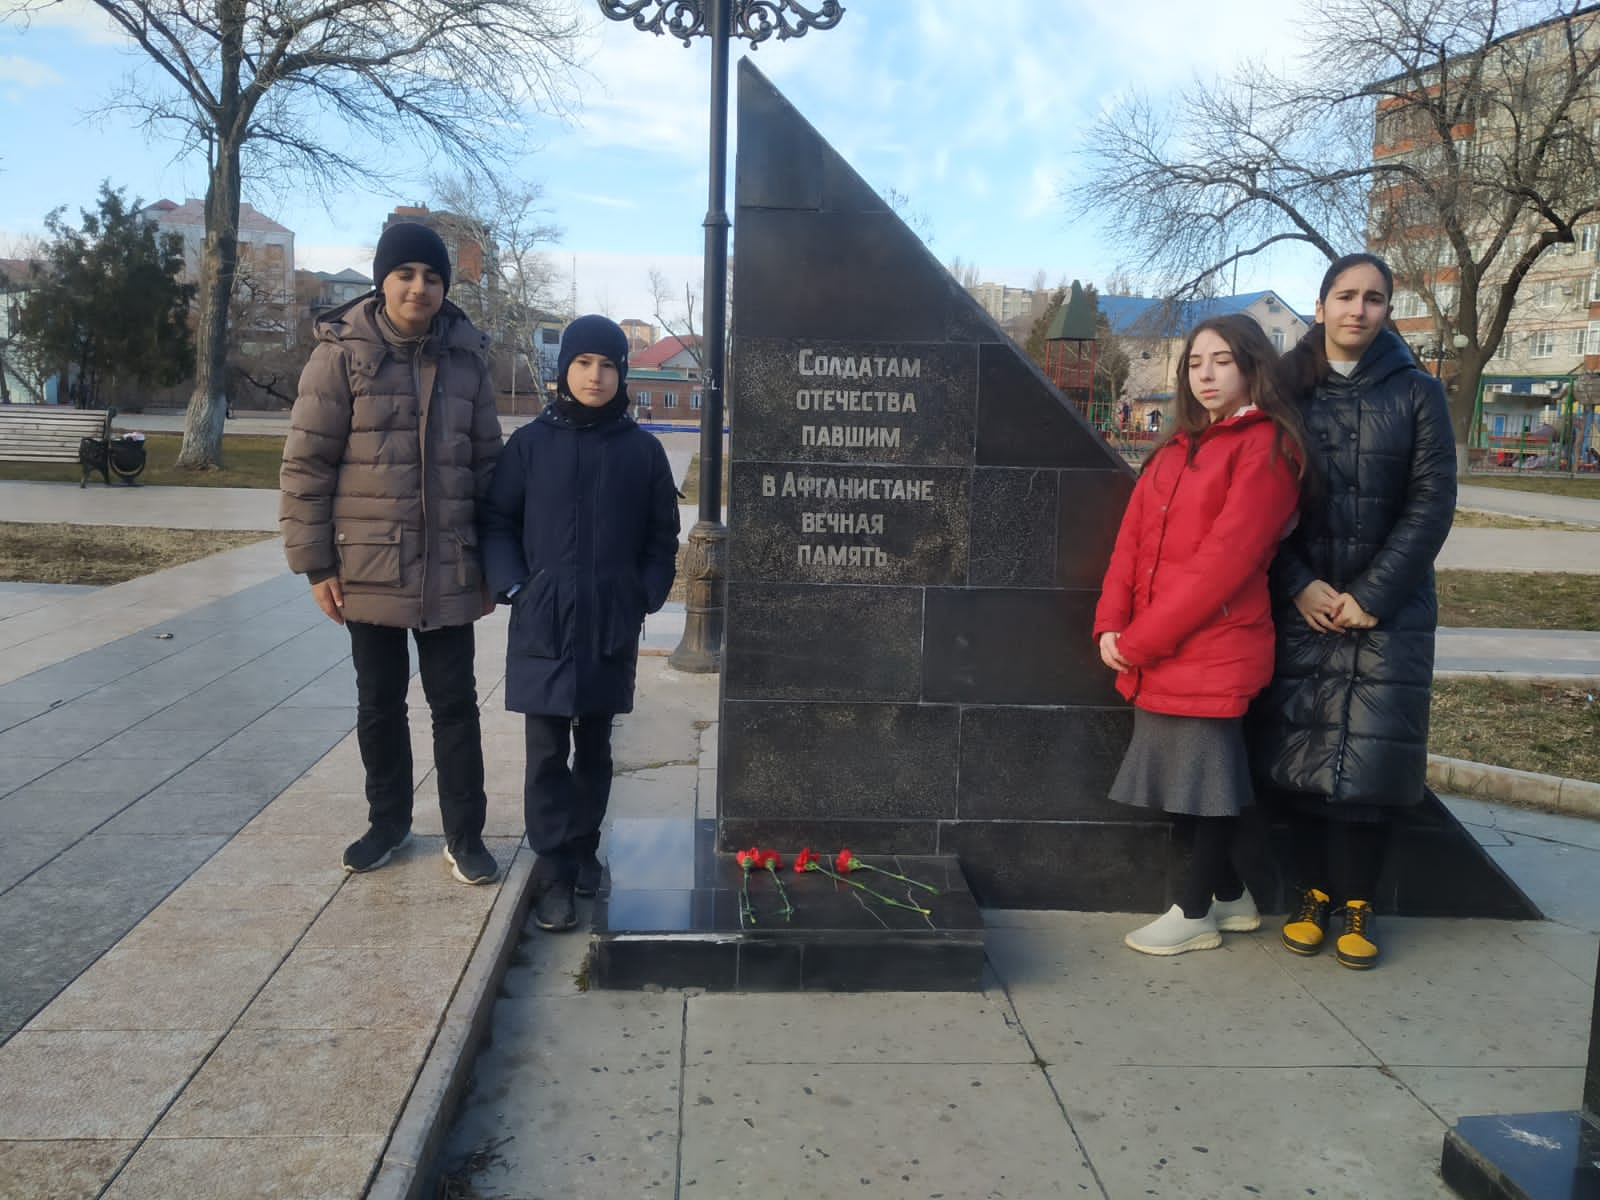 Солдатам
отечества
павшим
в Афганистане
вечная
память